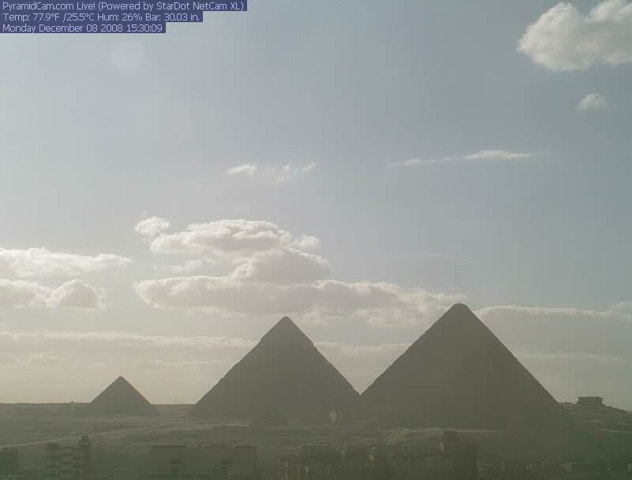 PyramidCam.com Live! (Powered by StarDot NetCam XL)
Temp: 77.9°F /25.5°C Hum: 26% Bar: 30.03 in.
Monday December 08 2008 15:30:09